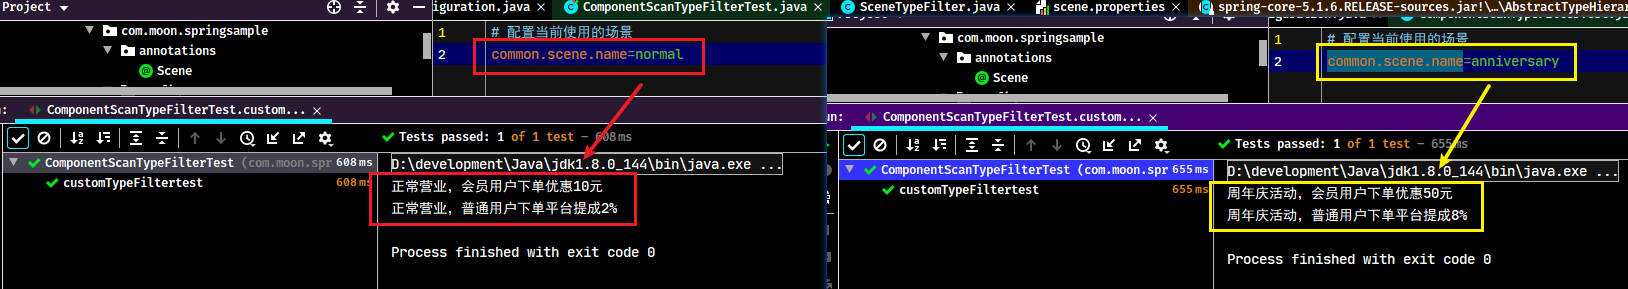 Project
iguration.java
ComponentScanTypeFilterTest.java
com.moon.springsample
annotations
Scene
1
# 配置当前使用的场景
2
common.scene.name=normal
n:
ComponentScanTypeFilterTest.custom...
Tests passed: 1 of 1 test – 608 ms
ComponentScanTypeFilterTest (com.moon.spr 608 ms
customTypeFiltertest 608 ms
D:\development\Java\jdk1.8.0_144\bin\java.exe ...
正常营业，会员用户下单优惠10元
正常营业，普通用户下单平台提成2%
Process finished with exit code 0
SceneTypeFilter.java
scene.properties
spring-core-5.1.6.RELEASE-sources.jar!\...\AbstractTypeHierar
com.moon.springsample
annotations
Scene
1
# 配置当前使用的场景
2
common.scene.name=anniversary
un:
ComponentScanTypeFilterTest.custom...
Tests passed: 1 of 1 test – 655 ms
ComponentScanTypeFilterTest (com.moon.spr 655 ms
customTypeFiltertest 655 ms
D:\development\Java\jdk1.8.0_144\bin\java.exe ...
周年庆活动，会员用户下单优惠50元
周年庆活动，普通用户下单平台提成8%
Process finished with exit code 0